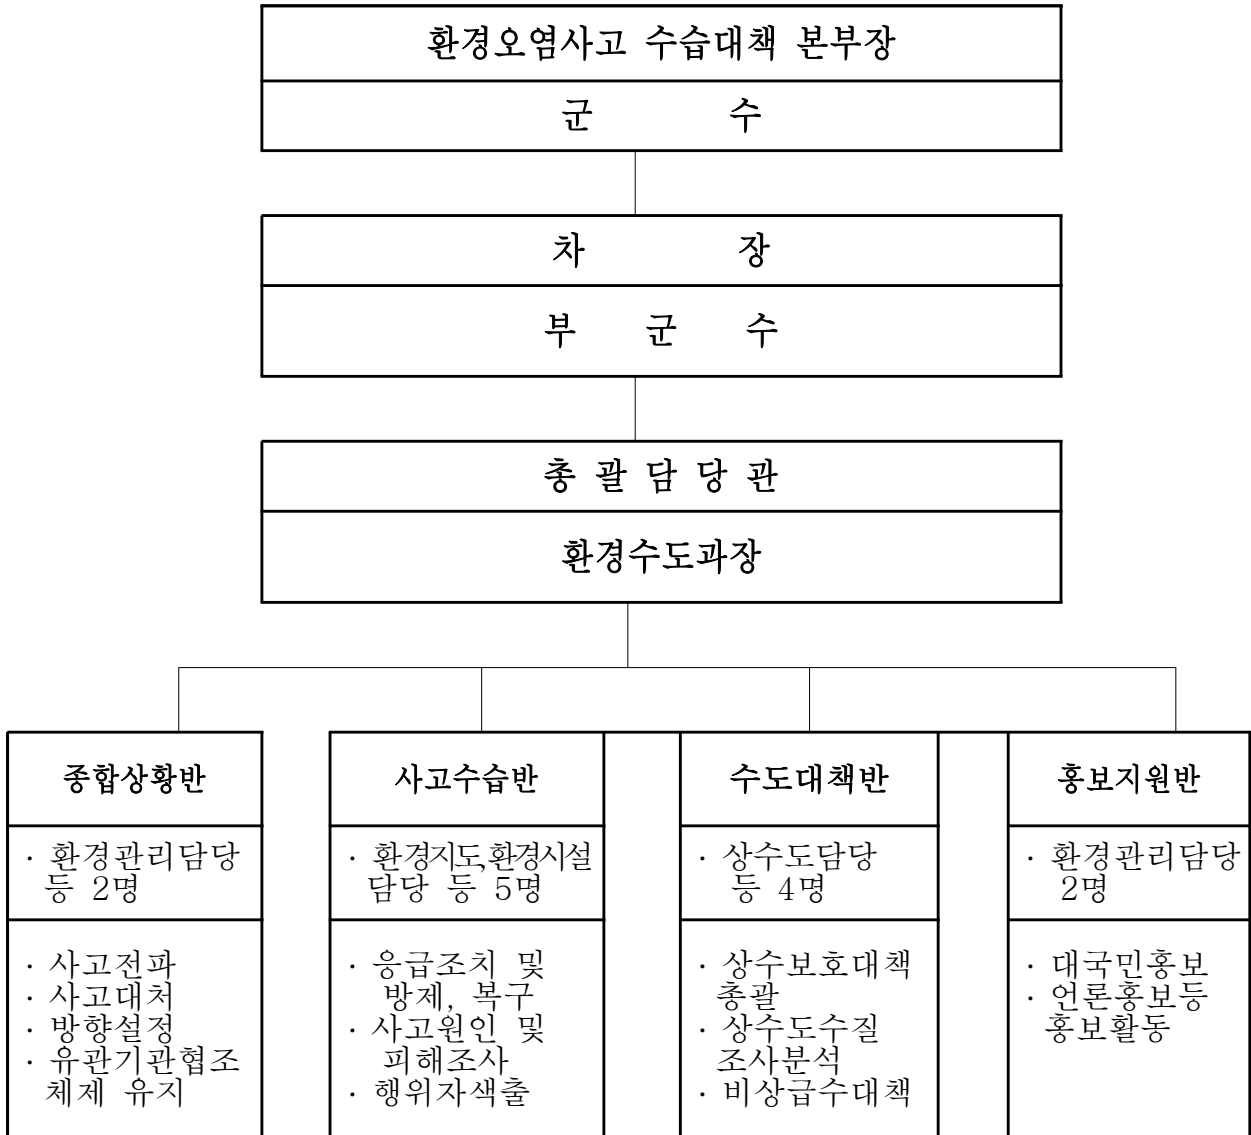 환경오염사고 수습대책 본부장
군 수
차 장
부 군 수
총 괄 담 당 관
환경수도과장
종합상황반
· 환경관리담당
등 2명
· 사고전파
· 사고대처
· 방향설정
· 유관기관협조
체제 유지
사고수습반
· 환경지도,환경시설
담당 등 5명
· 응급조치 및
방제, 복구
· 사고원인 및
피해조사
· 행위자색출
수도대책반
· 상수도담당
등 4명
· 상수보호대책
총괄
· 상수도수질
조사분석
· 비상급수대책
홍보지원반
· 환경관리담당
2명
· 대국민홍보
· 언론홍보등
홍보활동